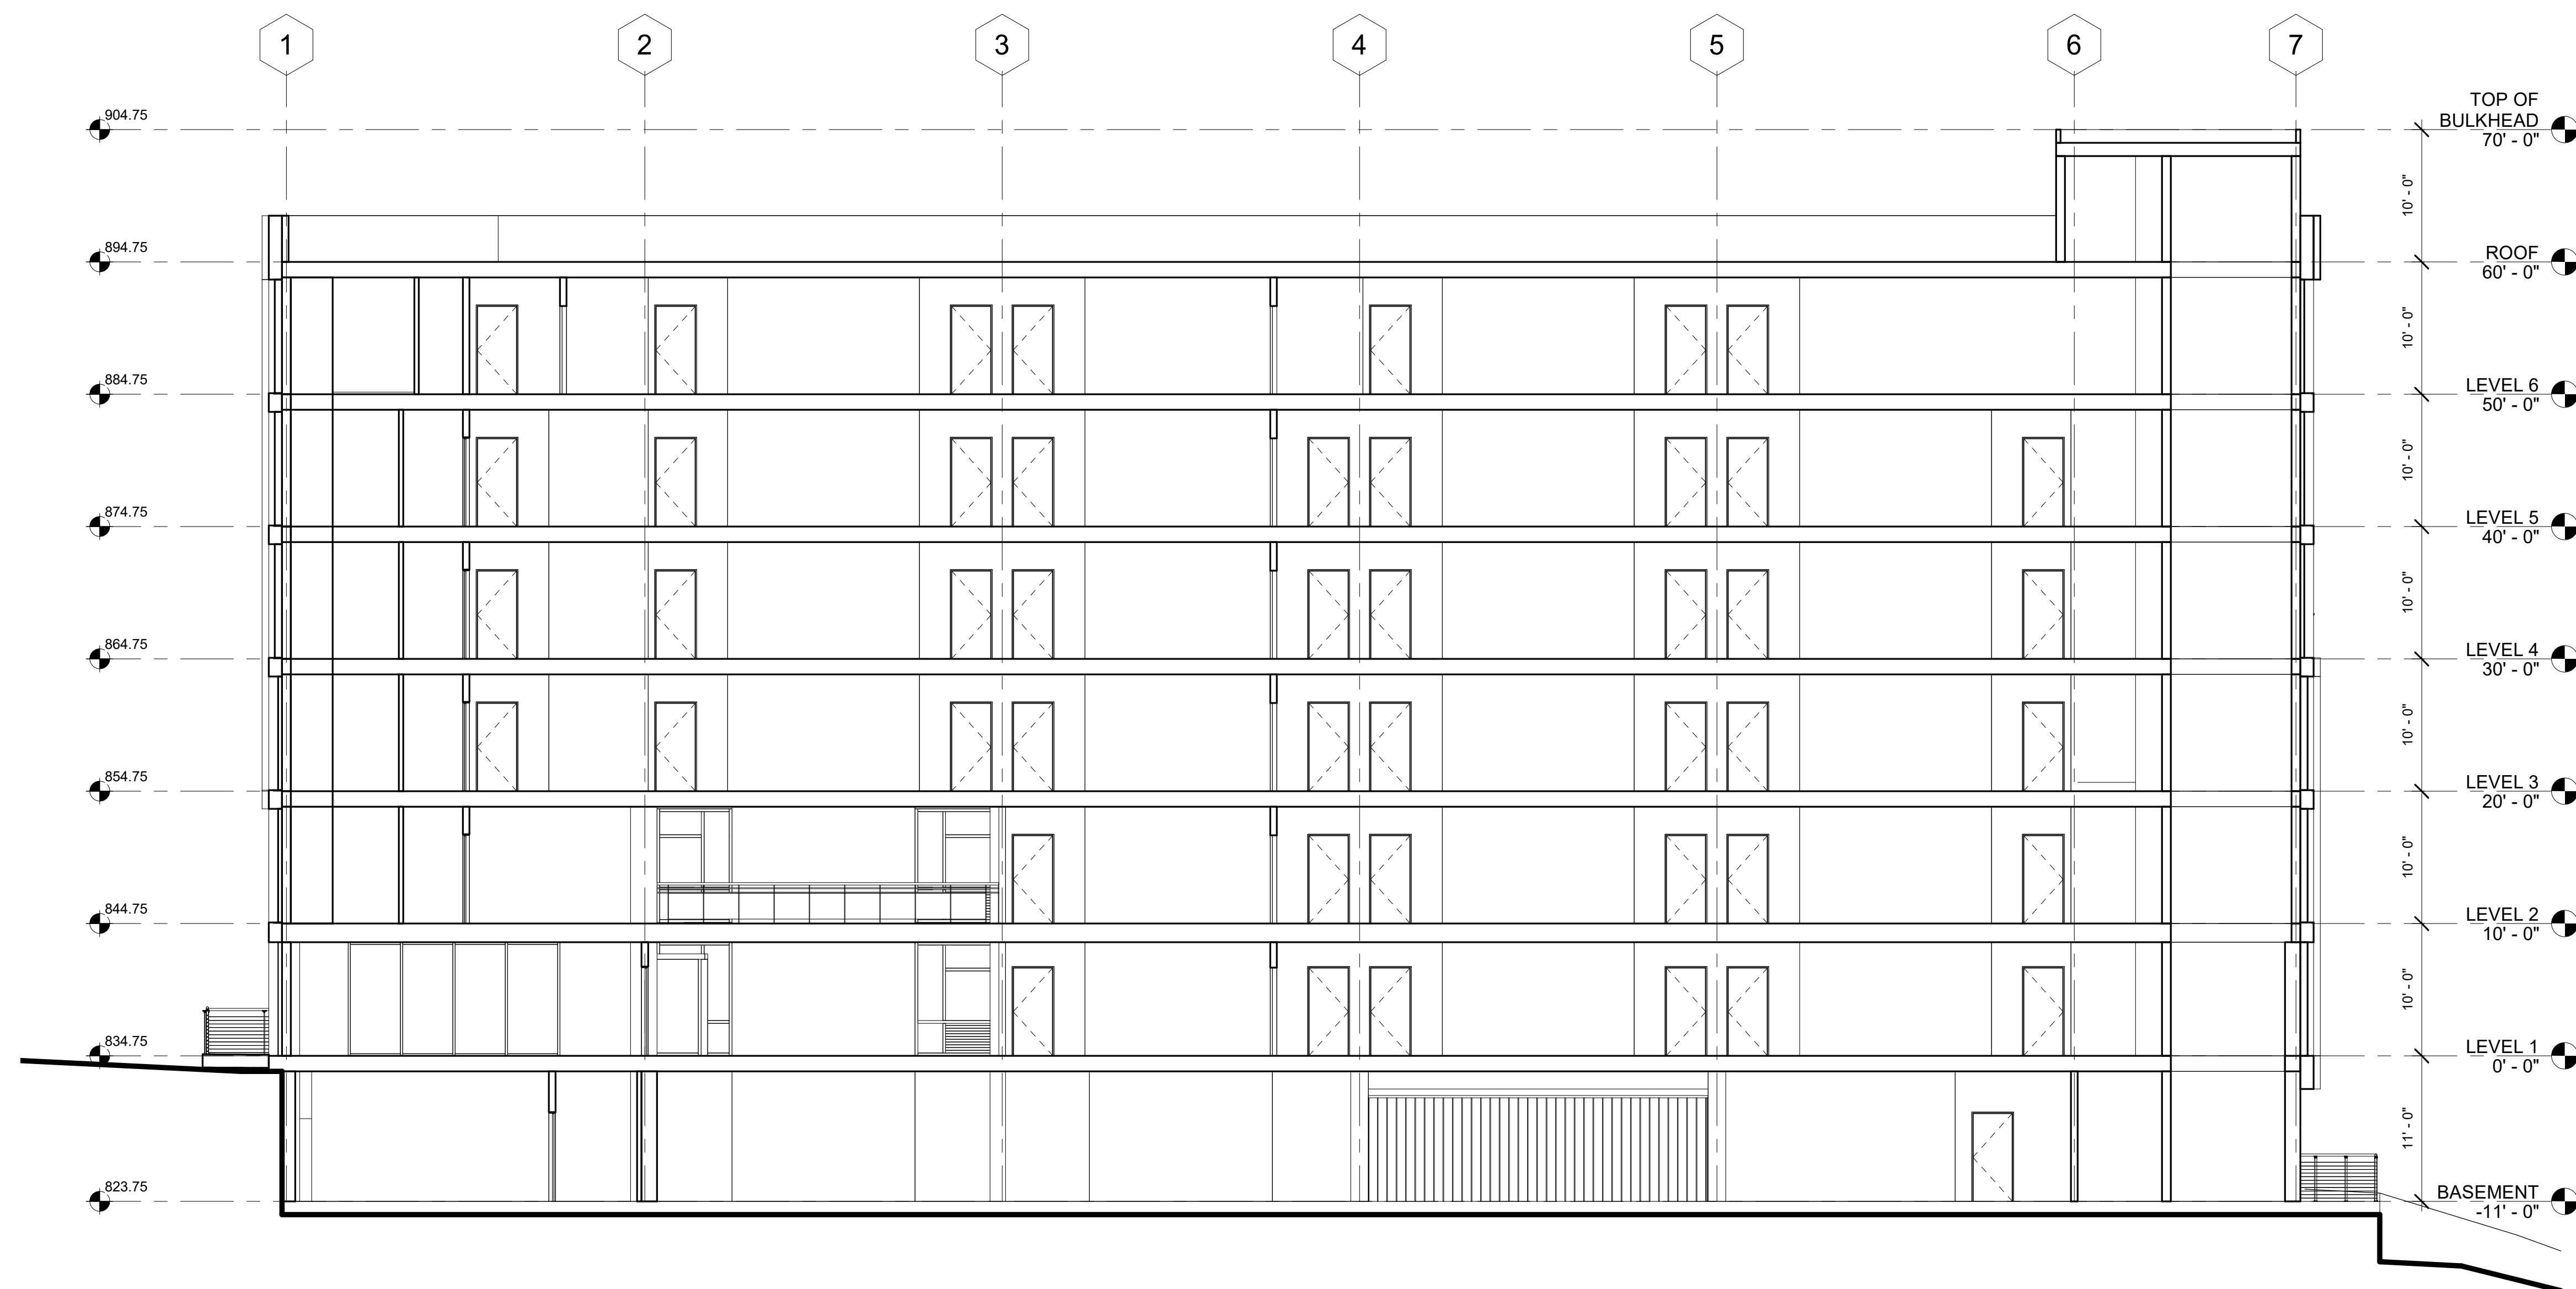 1 2 3 4 5 6 7
904.75
TOP OF
BULKHEAD
70' - 0"
10' - 0"
894.75
ROOF
60' - 0"
10' - 0"
884.75
LEVEL 6
50' - 0"
10' - 0"
874.75
LEVEL 5
40' - 0"
10' - 0"
864.75
LEVEL 4
30' - 0"
10' - 0"
854.75
LEVEL 3
20' - 0"
10' - 0"
844.75
LEVEL 2
10' - 0"
10' - 0"
834.75
LEVEL 1
0' - 0"
11' - 0"
823.75
BASEMENT
-11' - 0"